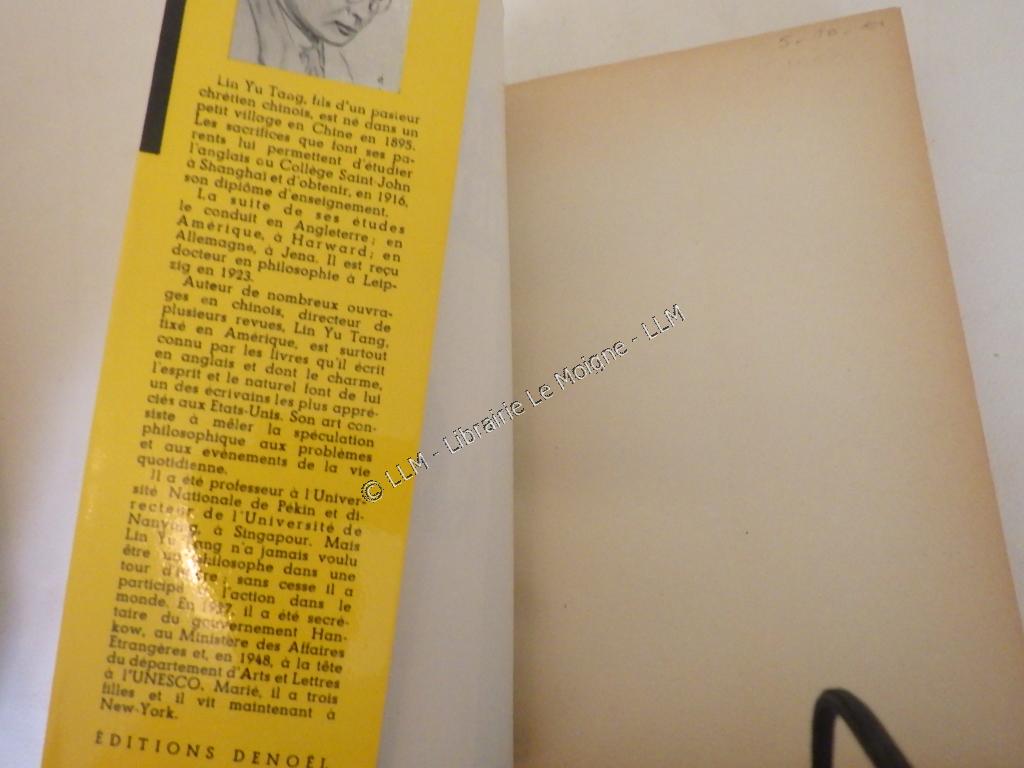 Lin Yu Tang, fils d'un pasteur
chrétien chinois, est né dans un
petit village en Chine en 1895.
Les sacrifices que font ses pa-
rents lui permettent d'étudier
l'anglais au Collège Saint-John
à Shanghaï et d'obtenir, en 1916,
son diplôme d'enseignement.
La suite de ses études
le conduit en Angleterre; en
Amérique, à Harward; en
Allemagne, à Jena. Il est reçu
docteur en philosophie à Leip-
zig en 1923.
Auteur de nombreux ouvra-
ges en chinois, directeur de
plusieurs revues, Lin Yu Tang,
fixé en Amérique, est surtout
connu par les livres qu'il écrit
en anglais et dont le charme,
l'esprit et le naturel font de lui
un des écrivains les plus appré-
ciés aux Etats-Unis. Son art con-
siste à mêler la spéculation
philosophique aux problèmes
et aux evénements de la vie
quotidienne.
Il a été professeur à l'Univer-
sité Nationale de Pékin et di-
recteur de l'Université de
Nanyang, à Singapour. Mais
Lin Yu Tang n'a jamais voulu
être un philosophe dans une
tour d'ivoire, sans cesse il a
participé à l'action dans le
monde. En 1927, il a été secré-
taire du gouvernement Han-
kow, au Ministère des Affaires
Etrangères et, en 1948, à la tête
du département d'Arts et Lettres
à l'UNESCO. Marié, il a trois
filles et il vit maintenant à
New-York.
ÉDITIONS DENOËL
© LLM - Librairie Le Moigne - LLM